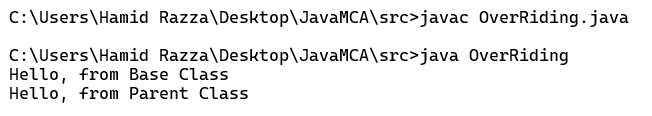 C:\Users\Hamid Razza\Desktop\JavaMCA\src>javac OverRiding.java
C:\Users\Hamid Razza\Desktop\JavaMCA\src>java OverRiding
Hello, from Base Class
Hello, from Parent Class